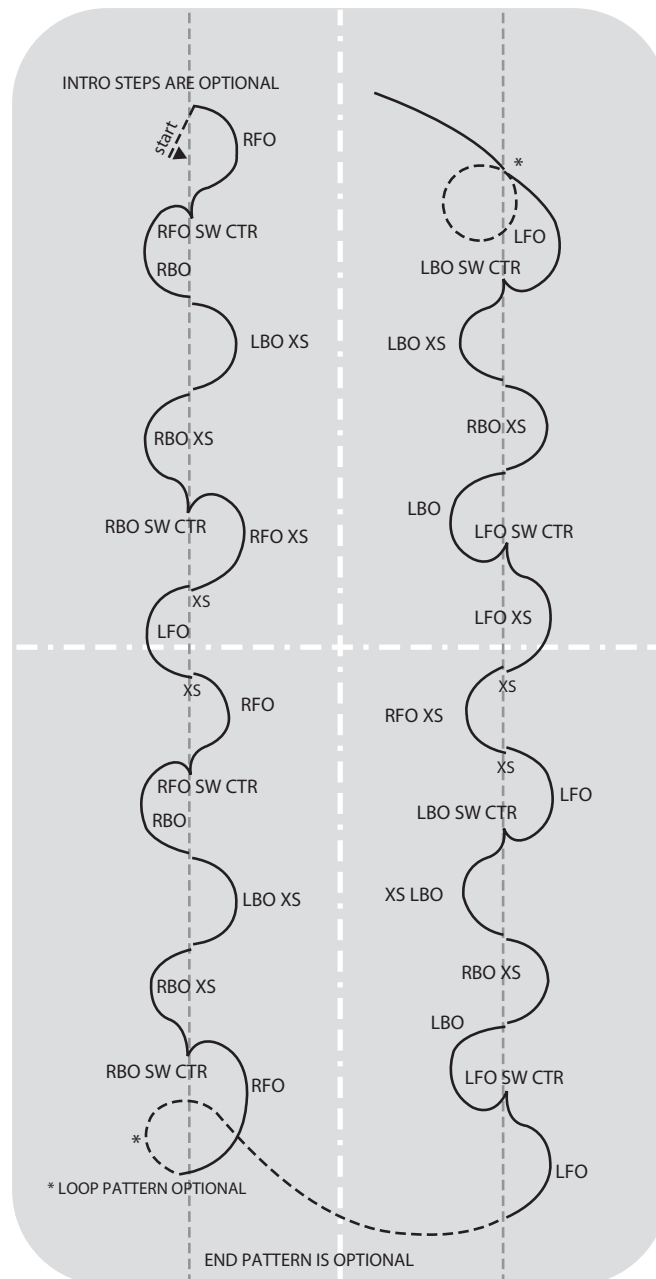 INTRO STEPS ARE OPTIONAL
start
RFO
RFO SW CTR
RBO
LBO XS
RBO XS
RBO SW CTR
RFO XS
XS
LFO
XS
RFO
RFO SW CTR
RBO
LBO XS
RBO XS
RBO SW CTR
RFO
*
* LOOP PATTERN OPTIONAL
END PATTERN IS OPTIONAL
*
LFO
LBO SW CTR
LBO XS
RBO XS
LBO
LFO SW CTR
LFO XS
XS
RFO XS
XS
LFO
LBO SW CTR
XS LBO
RBO XS
LBO
LFO SW CTR
LFO